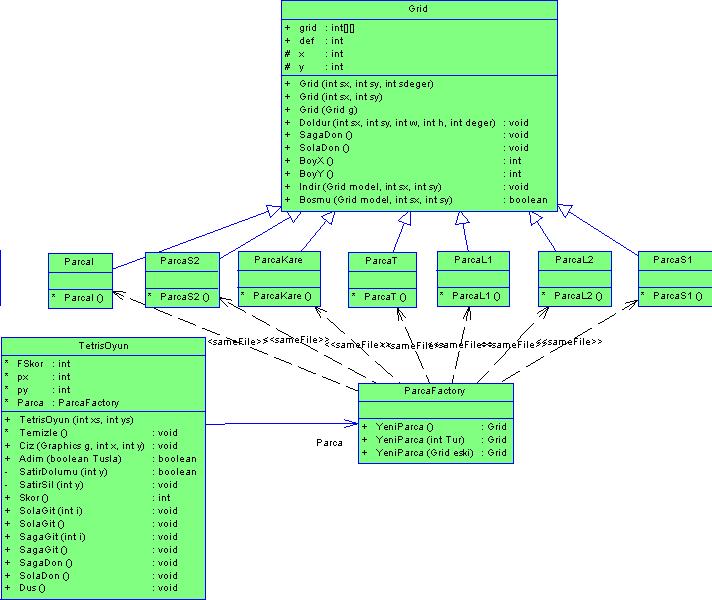 Grid
+ grid : int[][]
+ def : int
# x : int
# y : int
+ Grid (int sx, int sy, int sdeger)
+ Grid (int sx, int sy)
+ Grid (Grid g)
+ Doldur (int sx, int sy, int w, int h, int deger) : void
+ SagaDon () : void
+ SolaDon () : void
+ BoyX () : int
+ BoyY () : int
+ Indir (Grid model, int sx, int sy) : void
+ Bosmu (Grid model, int sx, int sy) : boolean
ParcaI
* ParcaI ()
ParcaS2
* ParcaS2 ()
ParcaKare
* ParcaKare ()
ParcaT
* ParcaT ()
ParcaL1
* ParcaL1 ()
ParcaL2
* ParcaL2 ()
ParcaS1
* ParcaS1 ()
<sameFile>> <<sameFile>> <<sameFile>> <<sameFile>> <<sameFile>> <<sameFile>> <<sameFile>>
TetrisOyun
* FSkor : int
* px : int
* py : int
* Parca : ParcaFactory
+ TetrisOyun (int xs, int ys)
* Temizle () : void
+ Ciz (Graphics g, int x, int y) : void
+ Adim (boolean Tusla) : boolean
- SatirDolumu (int y) : boolean
- SatirSil (int y) : void
+ Skor () : int
+ SolaGit (int i) : void
+ SolaGit () : void
+ SagaGit (int i) : void
+ SagaGit () : void
+ SagaDon () : void
+ SolaDon () : void
+ Dus () : void
Parca
ParcaFactory
+ YeniParca () : Grid
+ YeniParca (int Tur) : Grid
+ YeniParca (Grid eski) : Grid